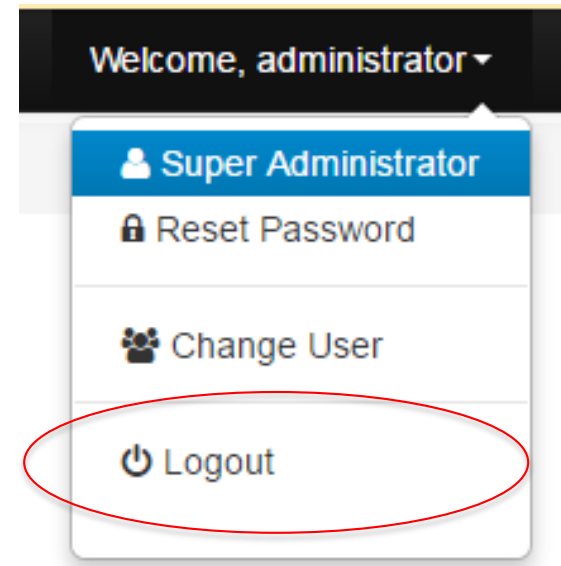 Welcome, administrator
Super Administrator
Reset Password
Change User
Logout